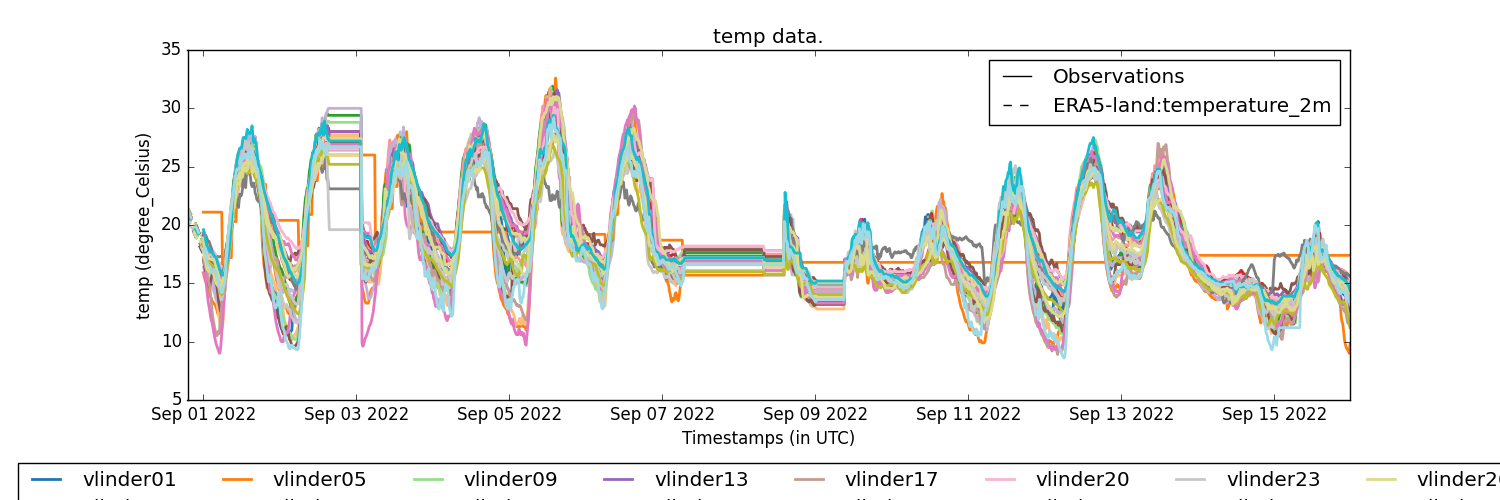 temp data.
35
30
25
20
15
10
5
temp (degree_Celsius)
Observations
ERA5-land:temperature_2m
Sep 01 2022 Sep 03 2022 Sep 05 2022 Sep 07 2022 Sep 09 2022 Sep 11 2022 Sep 13 2022 Sep 15 2022
Timestamps (in UTC)
vlinder01 vlinder05 vlinder09 vlinder13 vlinder17 vlinder20 vlinder23